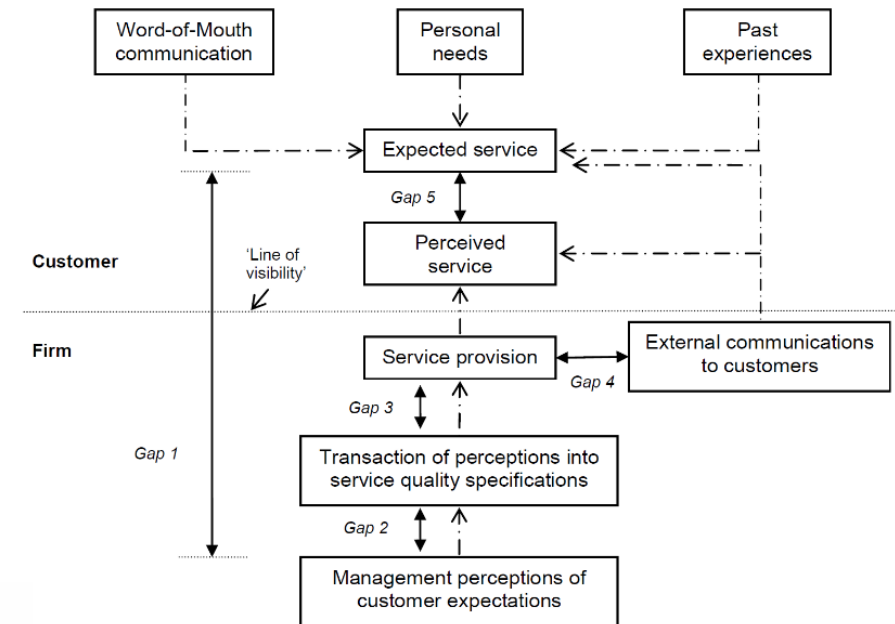 Word-of-Mouth
communication
Personal
needs
Past
experiences
Expected service
Gap 5
Perceived
service
Customer
'Line of
visibility'
Firm
Service provision
External communications
to customers
Gap 4
Gap 3
Gap 1
Transaction of perceptions into
service quality specifications
Gap 2
Management perceptions of
customer expectations